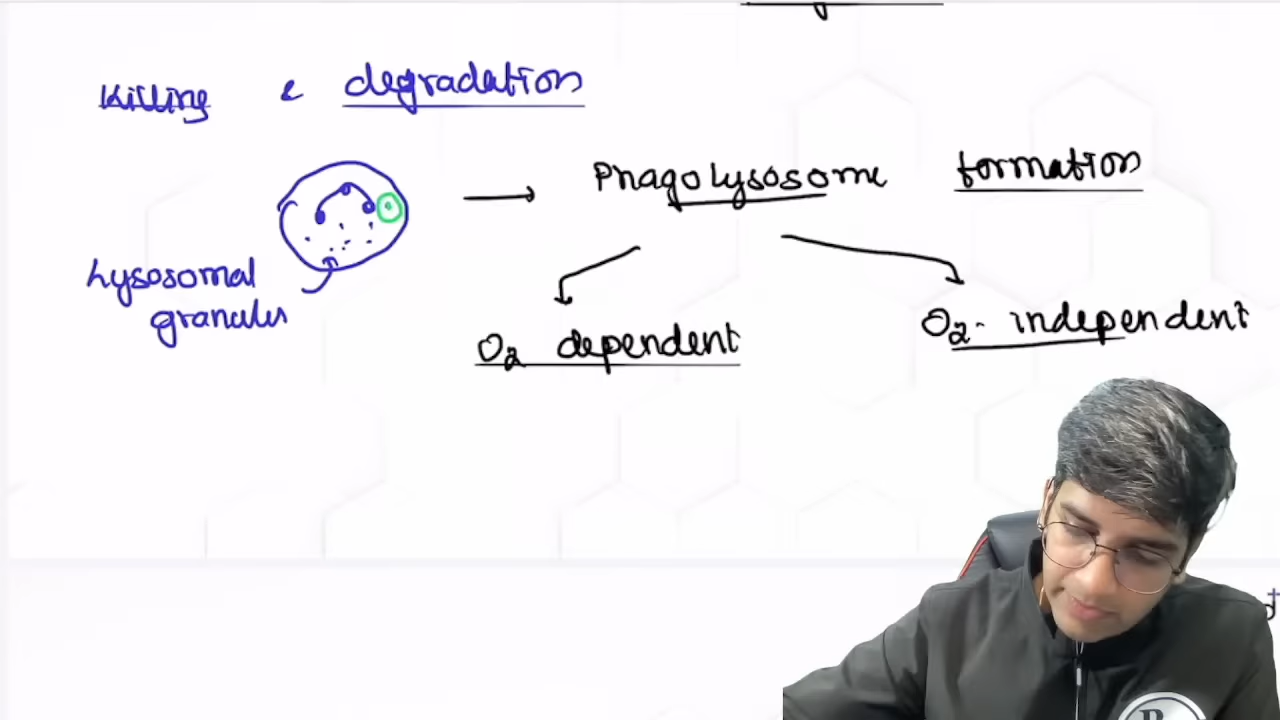 Killing & degradation
Phagolysosome formation
Lysosomal
granules
O2 dependent
O2- independent